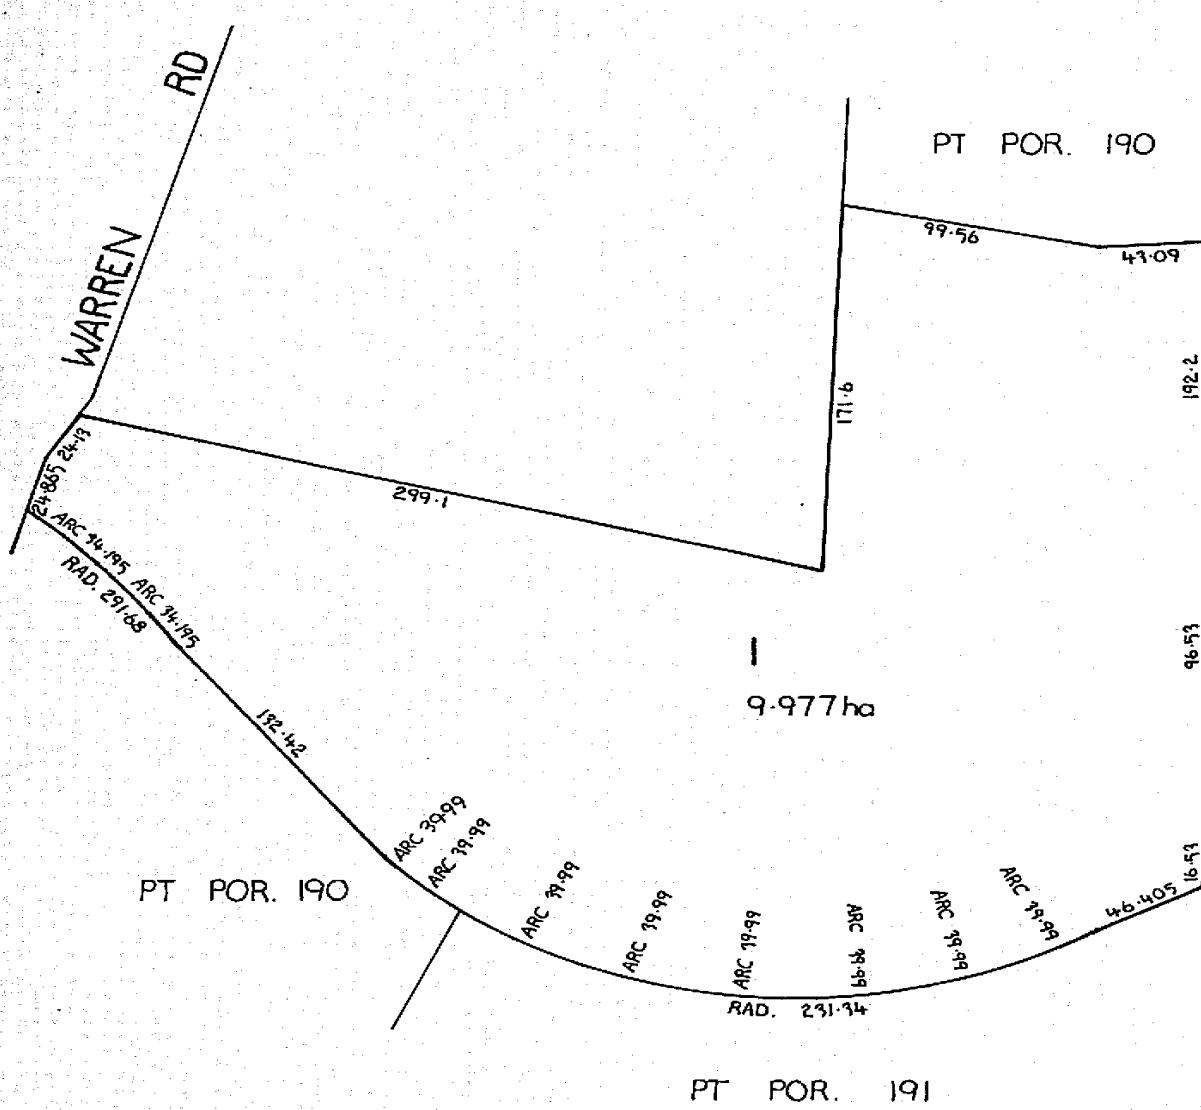 WARREN RD
PT POR. 190
99·56
43·09
192·2
171·6
24·13
24·865
299·1
ARC 34·195
ARC 34·195
RAD. 291·68
96·53
1
9·977ha
132·42
ARC 39·99
ARC 39·99
ARC 39·99
ARC 39·99
ARC 39·99
ARC 39·99
ARC 39·99
ARC 39·99
46·405
16·53
PT POR. 190
RAD. 231·34
PT POR. 191